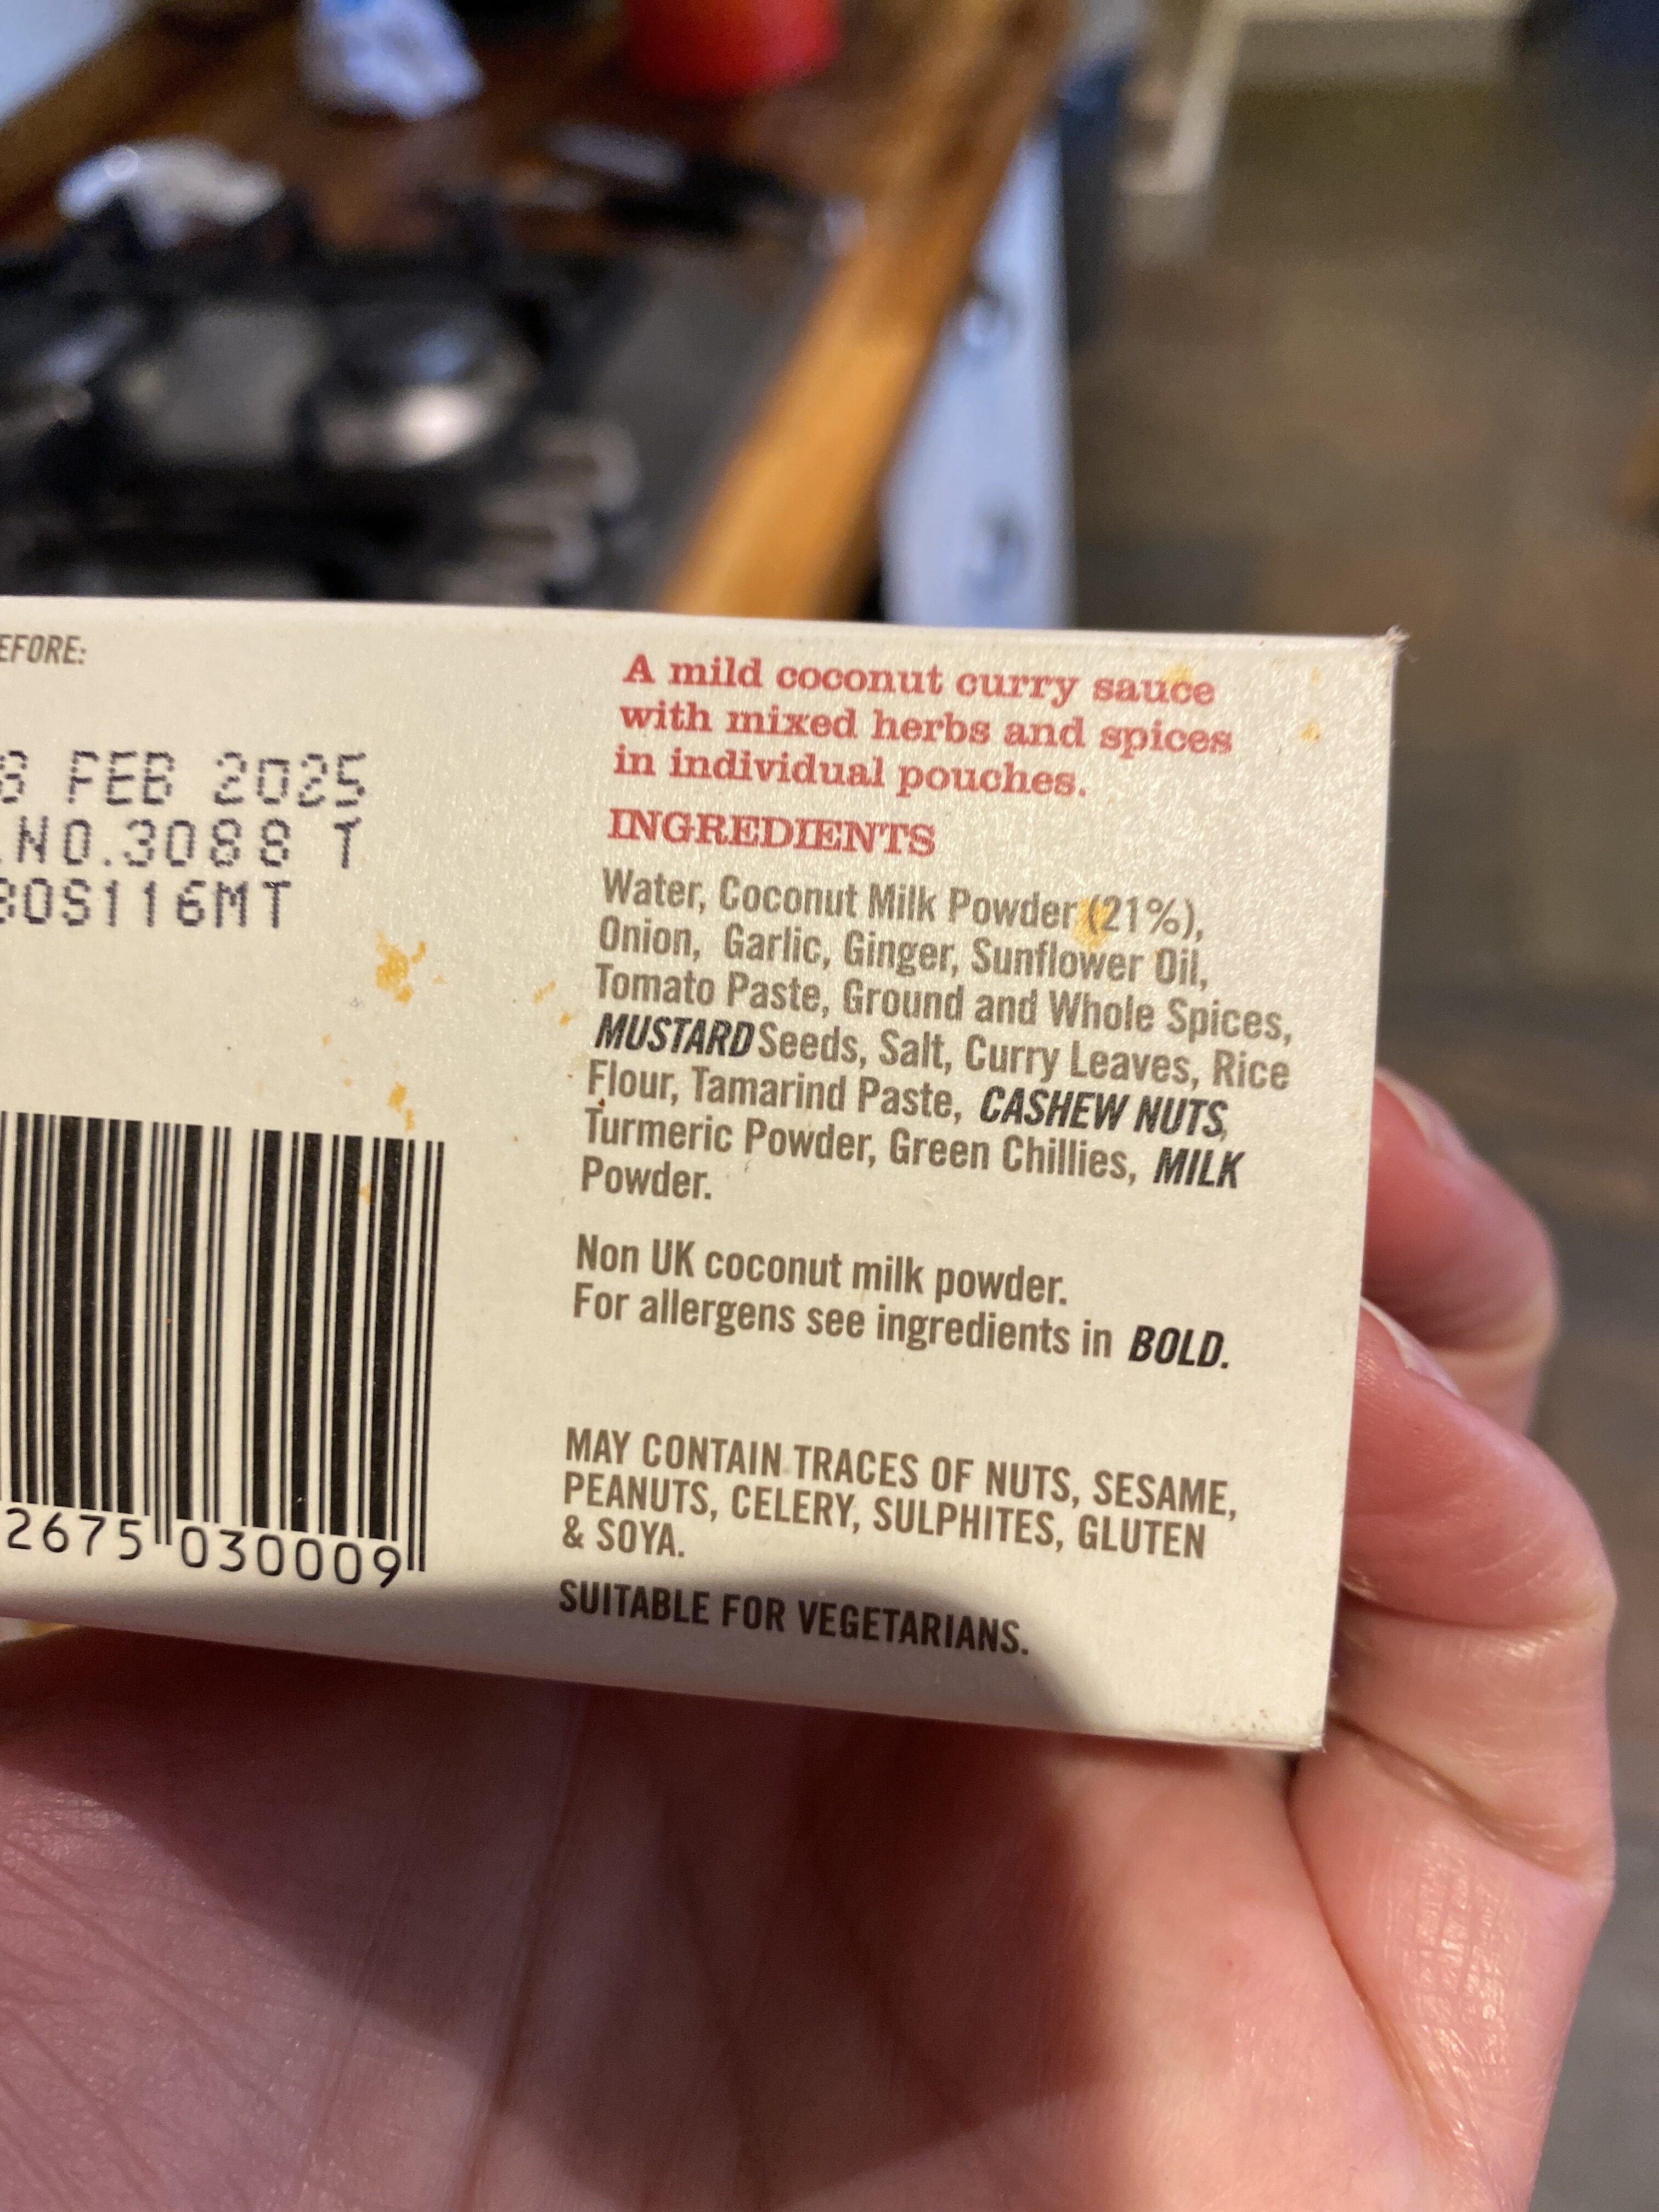 EFORE:
FEB 2025
NO.3088 T
80S116MT
2675 030009
A mild coconut curry sauce
with mixed herbs and spices
in individual pouches.
INGREDIENTS
Water, Coconut Milk Powder (21%),
Onion, Garlic, Ginger, Sunflower Oil,
Tomato Paste, Ground and Whole Spices,
MUSTARD Seeds, Salt, Curry Leaves, Rice
Flour, Tamarind Paste, CASHEW NUTS,
Turmeric Powder, Green Chillies, MILK
Powder.
Non UK coconut milk powder.
For allergens see ingredients in BOLD.
MAY CONTAIN TRACES OF NUTS, SESAME,
PEANUTS, CELERY, SULPHITES, GLUTEN
& SOYA.
SUITABLE FOR VEGETARIANS.